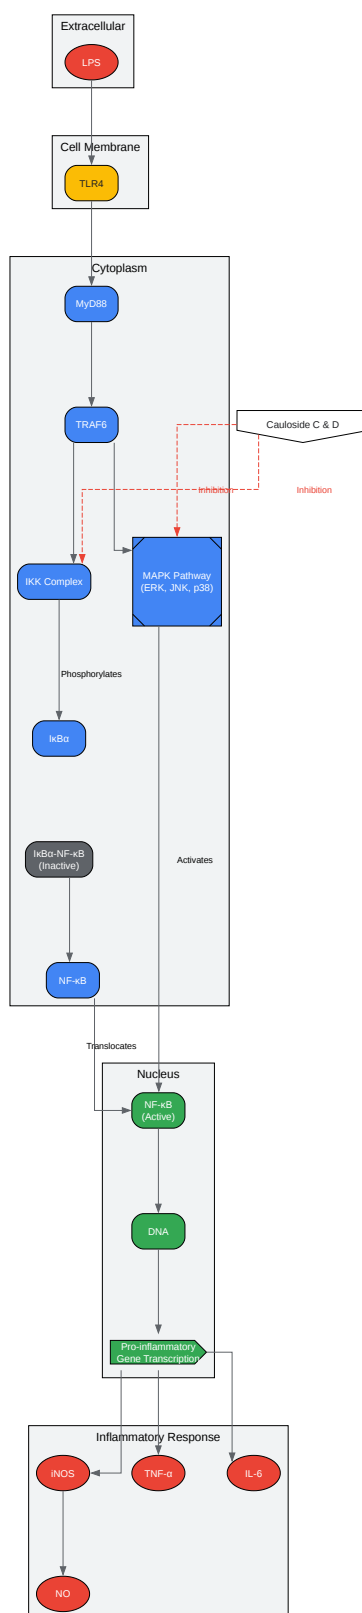 Extracellular
LPS
Cell Membrane
TLR4
Cytoplasm
MyD88
TRAF6
Cauloside C & D
Inhibition
Inhibition
IKK Complex
MAPK Pathway
(ERK, JNK, p38)
Phosphorylates
IκBα
IκBα-NF-κB
(Inactive)
Activates
NF-κB
Translocates
Nucleus
NF-κB
(Active)
DNA
Pro-inflammatory
Gene Transcription
Inflammatory Response
iNOS
TNF-α
IL-6
NO